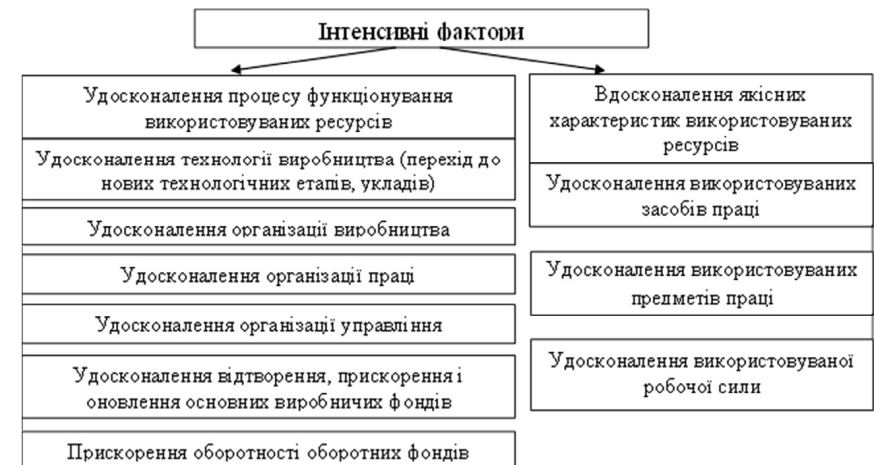 Інтенсивні фактори
Удосконалення процесу функціонування
використовуваних ресурсів
Удосконалення технології виробництва (перехід до
нових технологічних етапів, укладів)
Удосконалення організації виробництва
Удосконалення організації праці
Удосконалення організації управління
Удосконалення відтворення, прискорення і
оновлення основних виробничих фондів
Прискорення оборотності оборотних фондів
Вдосконалення якісних
характеристик використовуваних
ресурсів
Удосконалення використовуваних
засобів праці
Удосконалення використовуваних
предметів праці
Удосконалення використовуваної
робочої сили